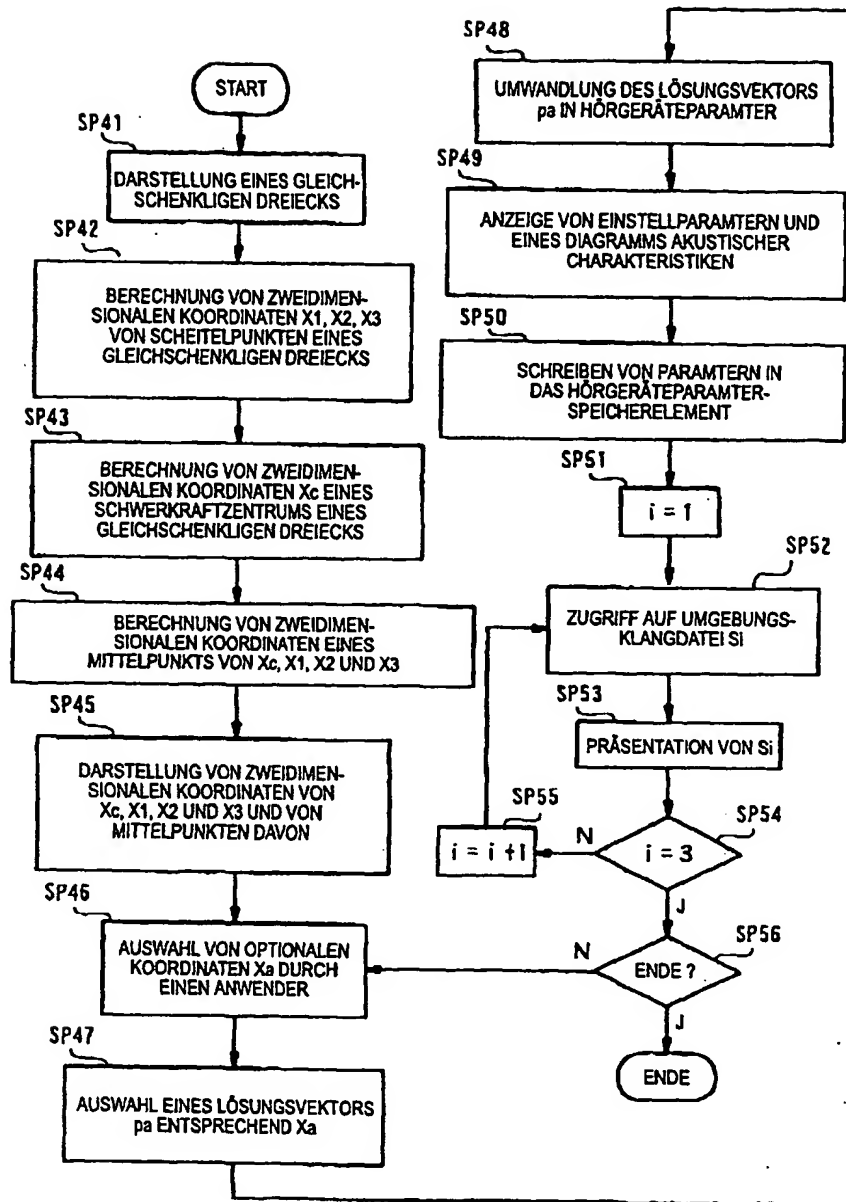 START
SP41
DARSTELLUNG EINES GLEICH-
SCHENKLIGEN DREIECKS
SP42
BERECHNUNG VON ZWEIDIMEN-
SIONALEN KOORDINATEN X1, X2, X3
VON SCHEITELPUNKTEN EINES
GLEICHSCHENKLIGEN DREIECKS
SP43
BERECHNUNG VON ZWEIDIMEN-
SIONALEN KOORDINATEN Xc EINES
SCHWERKRAFTZENTRUMS EINES
GLEICHSCHENKLIGEN DREIECKS
SP44
BERECHNUNG VON ZWEIDIMEN-
SIONALEN KOORDINATEN EINES
MITTELPUNKTS VON Xc, X1, X2 UND X3
SP45
DARSTELLUNG VON ZWEIDIMEN-
SIONALEN KOORDINATEN VON
Xc, X1, X2 UND X3 UND VON
MITTELPUNKTEN DAVON
SP46
AUSWAHL VON OPTIONALEN
KOORDINATEN Xa DURCH
EINEN ANWENDER
SP47
AUSWAHL EINES LÖSUNGSVEKTORS
pa ENTSPRECHEND Xa
SP48
UMWANDLUNG DES LÖSUNGSVEKTORS
pa IN HÖRGERÄTEPARAMTER
SP49
ANZEIGE VON EINSTELLPARAMTERN UND
EINES DIAGRAMMS AKUSTISCHER
CHARAKTERISTIKEN
SP50
SCHREIBEN VON PARAMTERN IN
DAS HÖRGERÄTEPARAMTER-
SPEICHERELEMENT
SP51
i = 1
SP52
ZUGRIFF AUF UMGEBUNGS-
KLANGDATEI Si
SP53
PRÄSENTATION VON Si
SP54
i = 3
N
J
SP55
i = i + 1
SP56
ENDE ?
N
J
ENDE